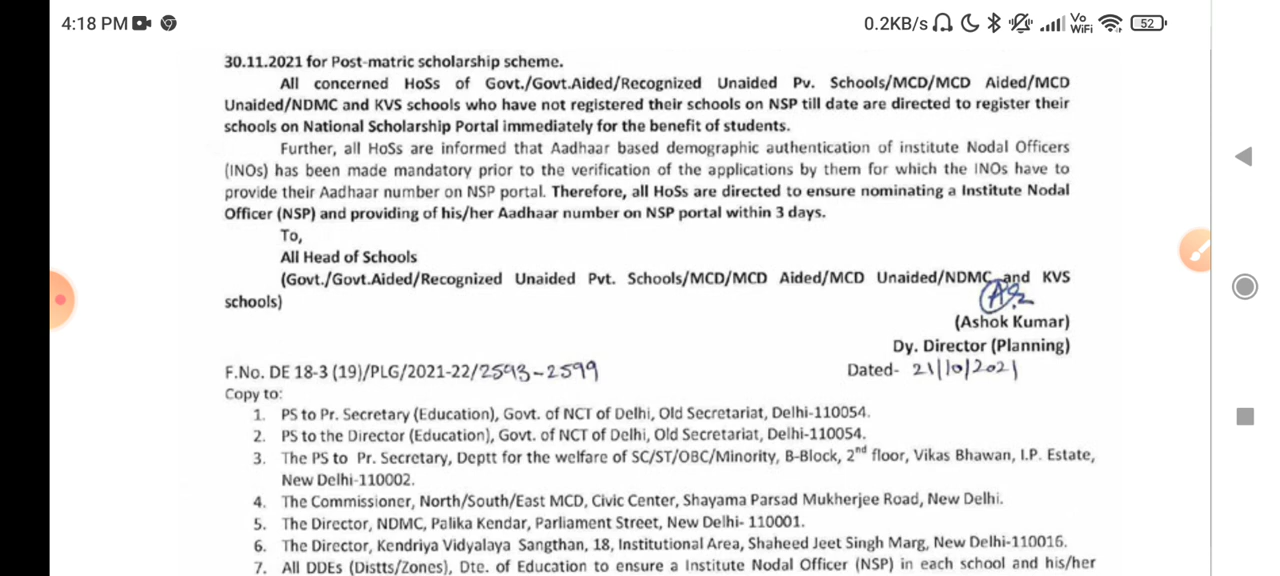 4:18 PM
0.2KB/s Vo WiFi 52
30.11.2021 for Post-matric scholarship scheme.
All concerned HoSs of Govt./Govt.Aided/Recognized Unaided Pv. Schools/MCD/MCD Aided/MCD
Unaided/NDMC and KVS schools who have not registered their schools on NSP till date are directed to register their
schools on National Scholarship Portal immediately for the benefit of students.
Further, all HoSs are informed that Aadhaar based demographic authentication of institute Nodal Officers
(INOs) has been made mandatory prior to the verification of the applications by them for which the INOs have to
provide their Aadhaar number on NSP portal. Therefore, all HoSs are directed to ensure nominating a Institute Nodal
Officer (NSP) and providing of his/her Aadhaar number on NSP portal within 3 days.
To,
All Head of Schools
(Govt./Govt.Aided/Recognized Unaided Pvt. Schools/MCD/MCD Aided/MCD Unaided/NDMC and KVS
schools)
(Ashok Kumar)
Dy. Director (Planning)
F.No. DE 18-3 (19)/PLG/2021-22/2593-2599
Dated- 21/10/2021
Copy to:
1. PS to Pr. Secretary (Education), Govt. of NCT of Delhi, Old Secretariat, Delhi-110054.
2. PS to the Director (Education), Govt. of NCT of Delhi, Old Secretariat, Delhi-110054.
3. The PS to Pr. Secretary, Deptt for the welfare of SC/ST/OBC/Minority, B-Block, 2nd floor, Vikas Bhawan, I.P. Estate,
New Delhi-110002.
4. The Commissioner, North/South/East MCD, Civic Center, Shayama Parsad Mukherjee Road, New Delhi.
5. The Director, NDMC, Palika Kendar, Parliament Street, New Delhi- 110001.
6. The Director, Kendriya Vidyalaya Sangthan, 18, Institutional Area, Shaheed Jeet Singh Marg, New Delhi-110016.
7. All DDEs (Distts/Zones), Dte. of Education to ensure a Institute Nodal Officer (NSP) in each school and his/her